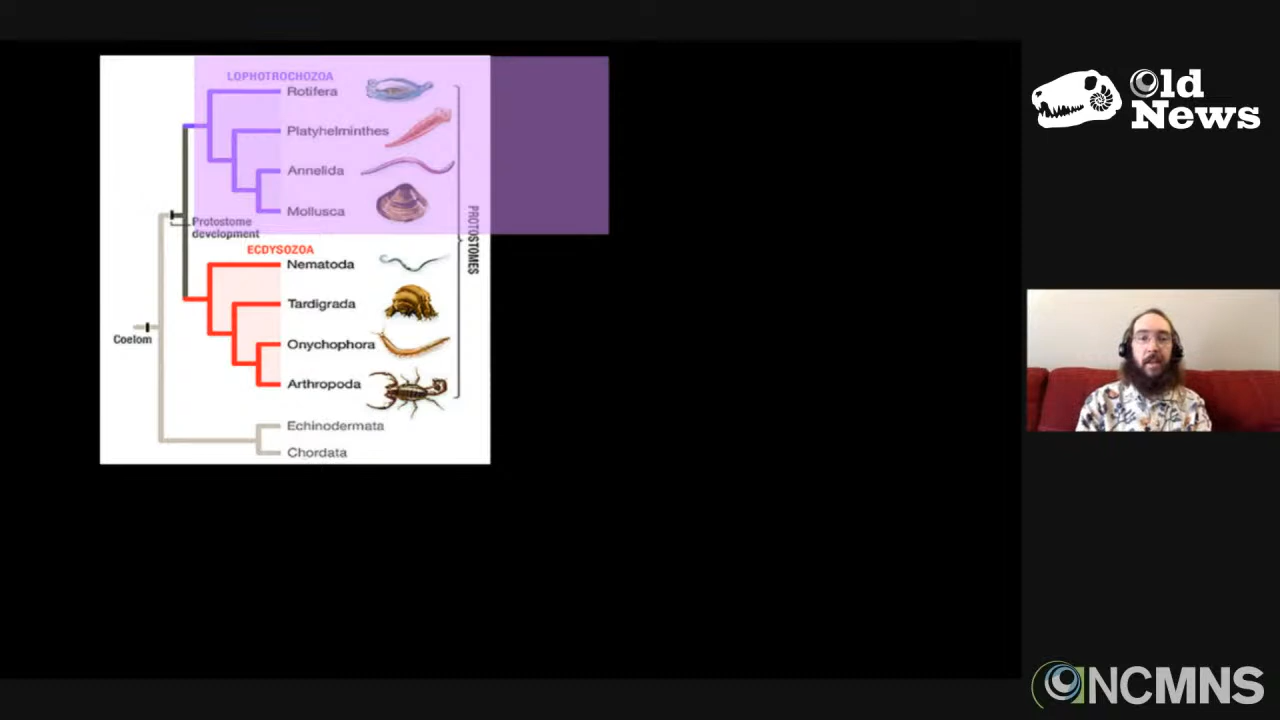 LOPHOTROCHOZOA
Rotifera
Platyhelminthes
Annelida
Mollusca
Protostome
development
ECDYSOZOA
Nematoda
Tardigrada
Onychophora
Arthropoda
Coelom
Echinodermata
Chordata
PROTOSTOMES
Old
News
NCMNS